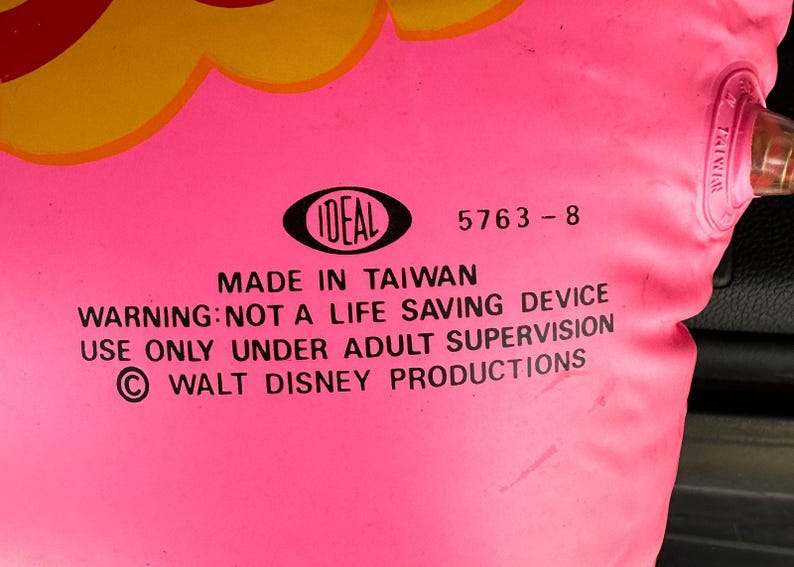 IDEAL 5763-8
MADE IN TAIWAN
WARNING:NOT A LIFE SAVING DEVICE
USE ONLY UNDER ADULT SUPERVISION
© WALT DISNEY PRODUCTIONS
TAIWAN